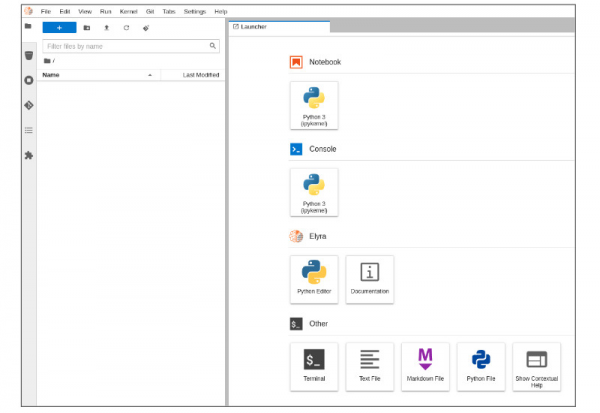 File Edit View Run Kernel Git Tabs Settings Help
+
Filter files by name
/
Name Last Modified
Launcher
Notebook
Python 3
(ipykernel)
Console
Python 3
(ipykernel)
Elyra
Python Editor
Documentation
$_ Other
$_
Terminal
Text File
M
Markdown File
Python File
Show Contextual
Help